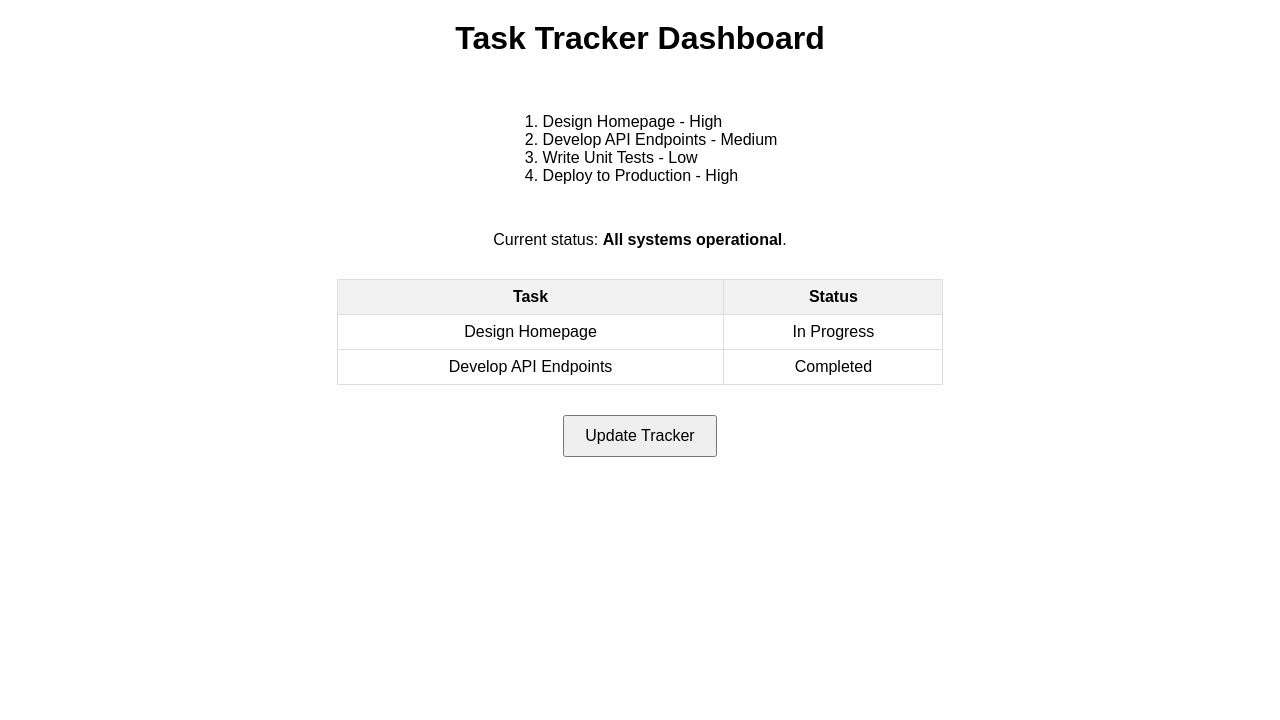 Task Tracker Dashboard
1. Design Homepage - High
2. Develop API Endpoints - Medium
3. Write Unit Tests - Low
4. Deploy to Production - High
Current status: All systems operational.
Task Status
Design Homepage In Progress
Develop API Endpoints Completed
Update Tracker